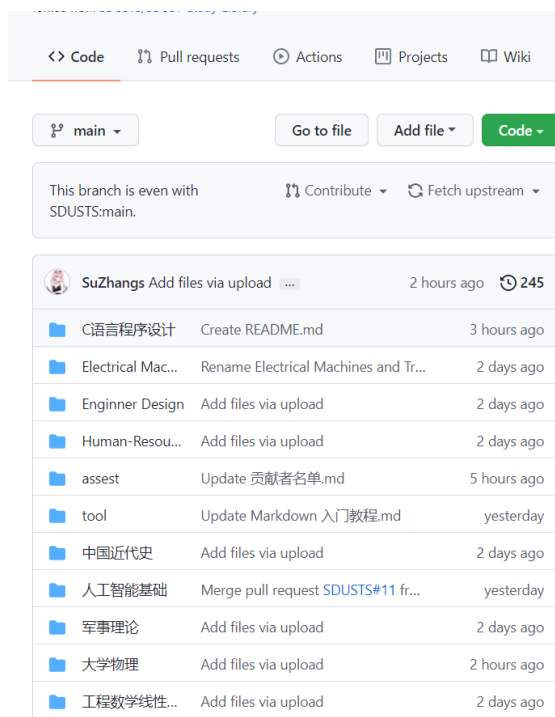 Code Pull requests Actions Projects Wiki
main Go to file Add file Code
This branch is even with Contribute Fetch upstream
SDUSTS:main.
SuZhangs Add files via upload ... 2 hours ago 245
C语言程序设计 Create README.md 3 hours ago
Electrical Mac... Rename Electrical Machines and Tr... 2 days ago
Enginner Design Add files via upload 2 days ago
Human-Resou... Add files via upload 2 days ago
assest Update 贡献者名单.md 5 hours ago
tool Update Markdown 入门教程.md yesterday
中国近代史 Add files via upload 2 days ago
人工智能基础 Merge pull request SDUSTS#11 fr... yesterday
军事理论 Add files via upload 2 days ago
大学物理 Add files via upload 2 hours ago
工程数学线性... Add files via upload 2 days ago